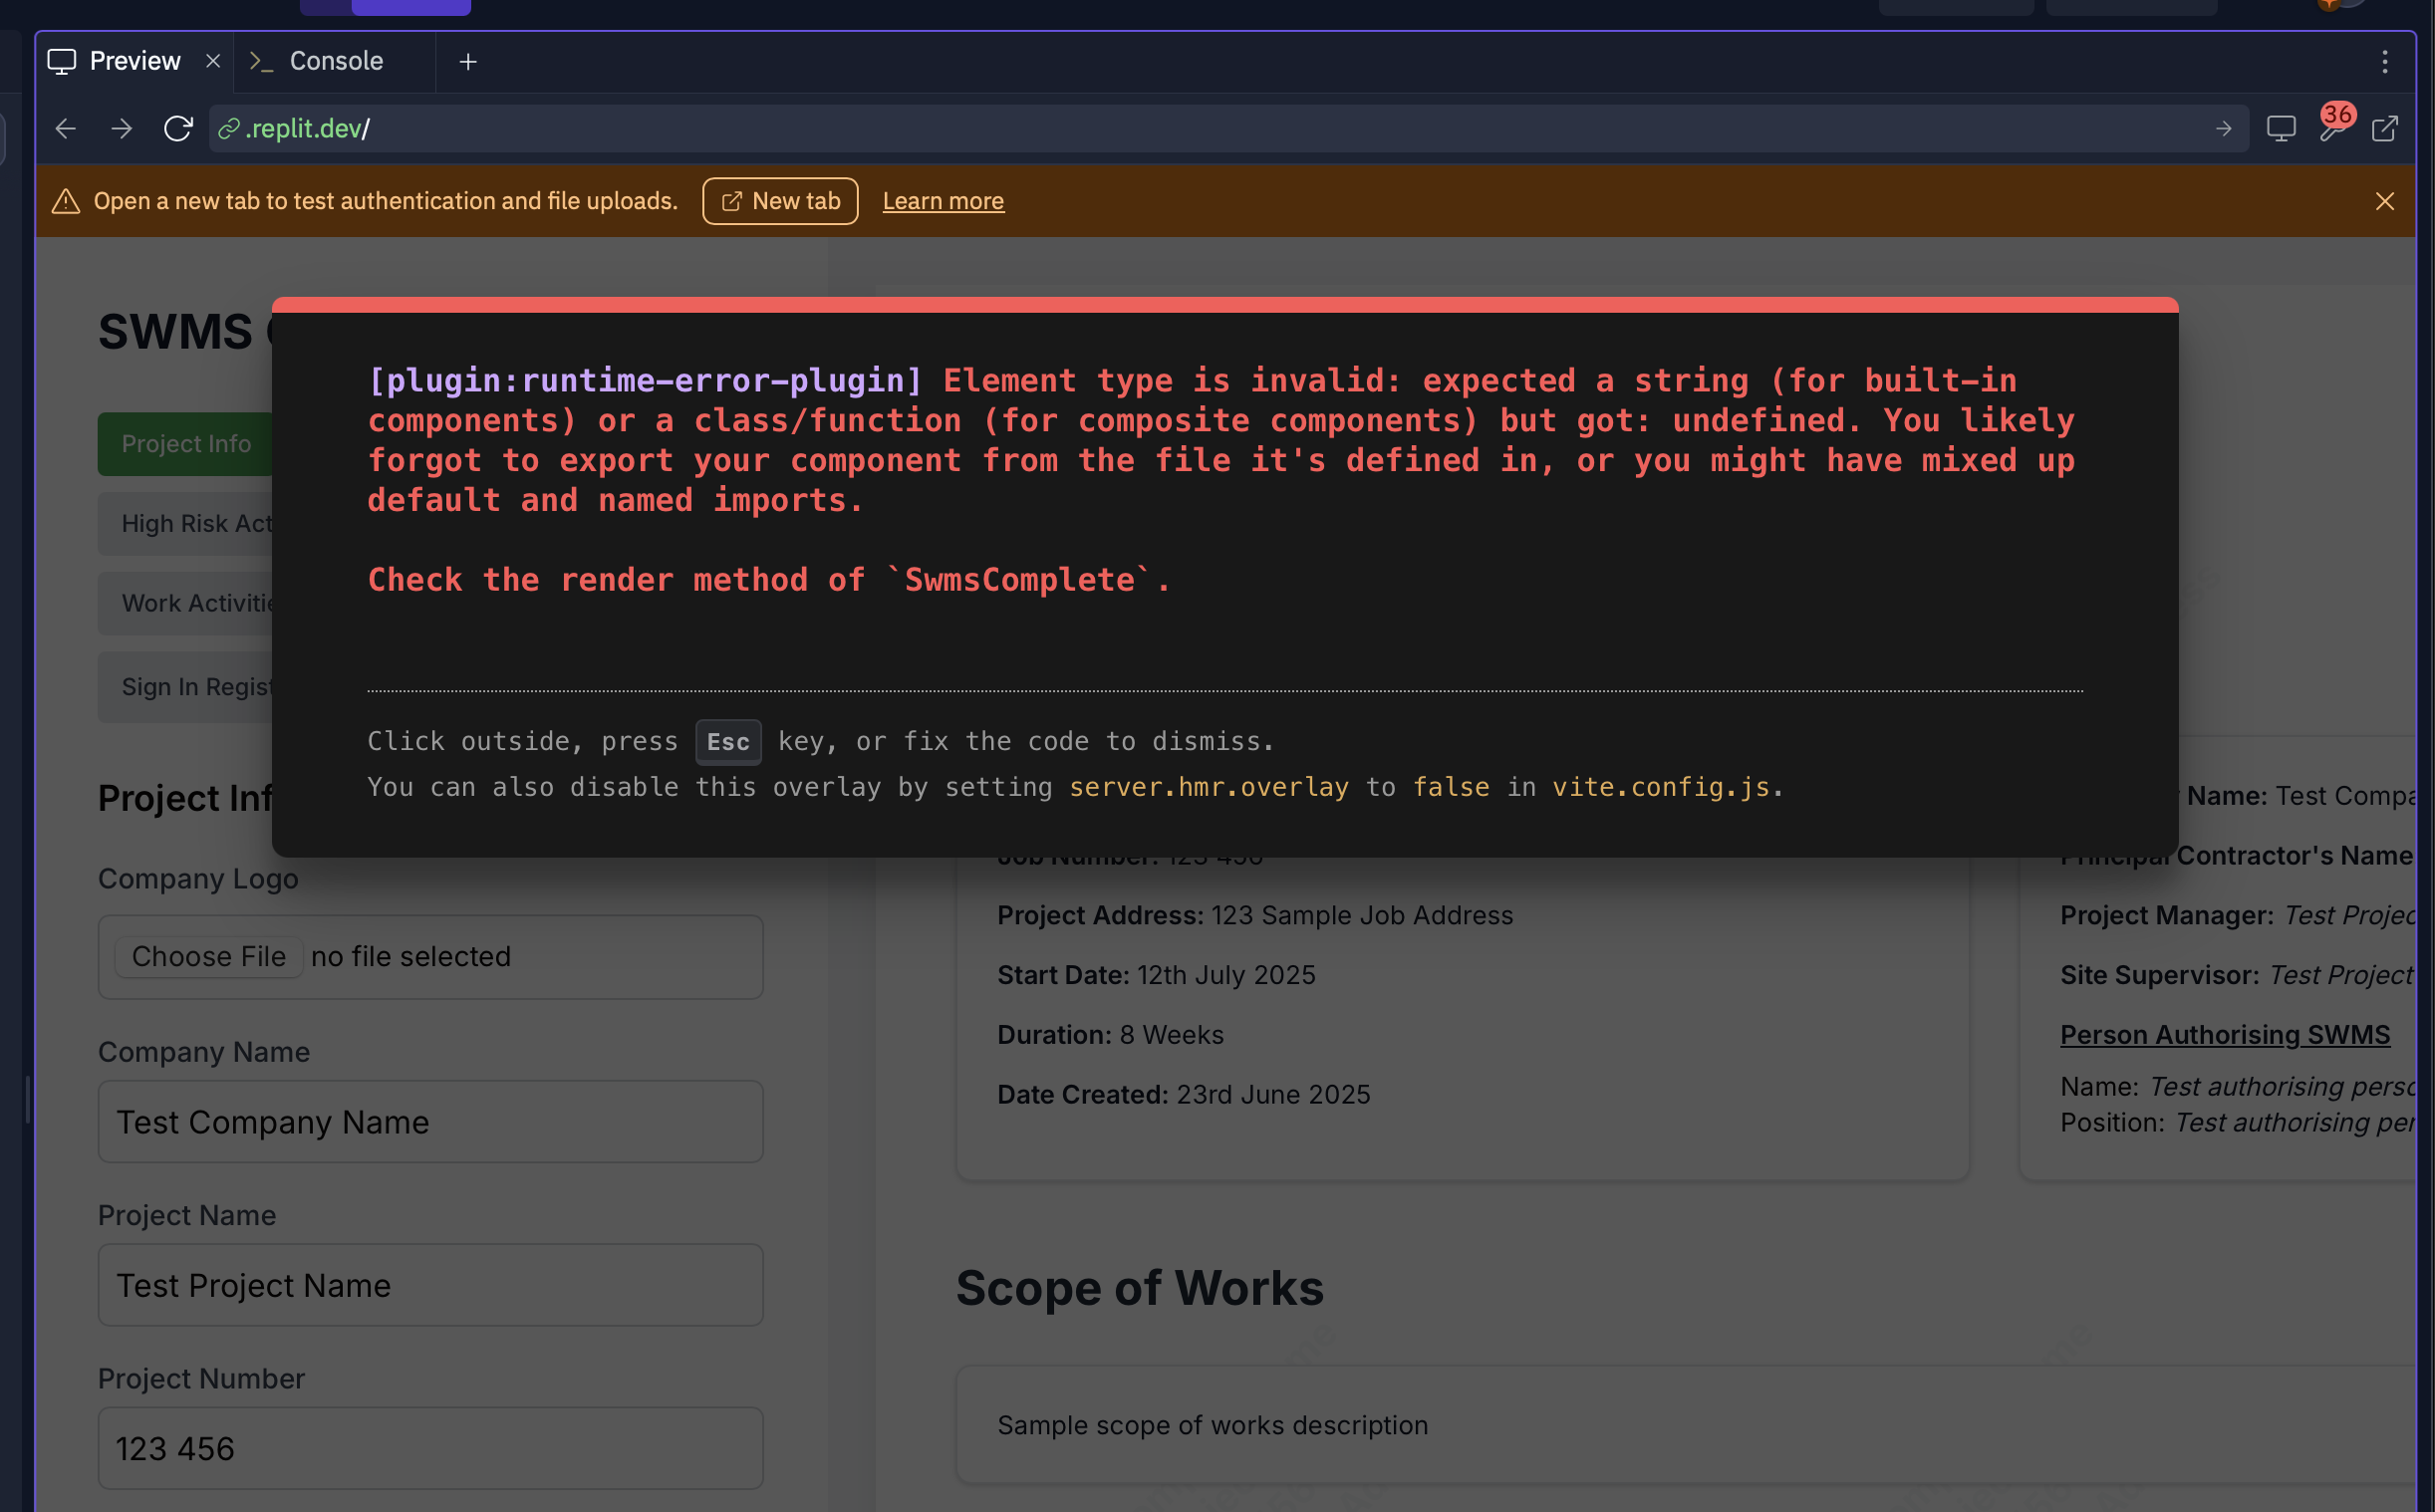 Preview
Console
.replit.dev/
36
Open a new tab to test authentication and file uploads.
New tab
Learn more
SWMS
Project Info
High Risk Act
Work Activitie
Sign In Regist
[plugin:runtime-error-plugin] Element type is invalid: expected a string (for built-in
components) or a class/function (for composite components) but got: undefined. You likely
forgot to export your component from the file it's defined in, or you might have mixed up
default and named imports.
Check the render method of `SwmsComplete`.
Click outside, press Esc key, or fix the code to dismiss.
You can also disable this overlay by setting server.hmr.overlay to false in vite.config.js.
Project Inf
Company Logo
Choose File no file selected
Company Name
Test Company Name
Project Name
Test Project Name
Project Number
123 456
Job Number: 123 456
Project Address: 123 Sample Job Address
Start Date: 12th July 2025
Duration: 8 Weeks
Date Created: 23rd June 2025
Name: Test Compa
Principal Contractor's Name
Project Manager: Test Projec
Site Supervisor: Test Project
Person Authorising SWMS
Name: Test authorising perso
Position: Test authorising per
Scope of Works
Sample scope of works description